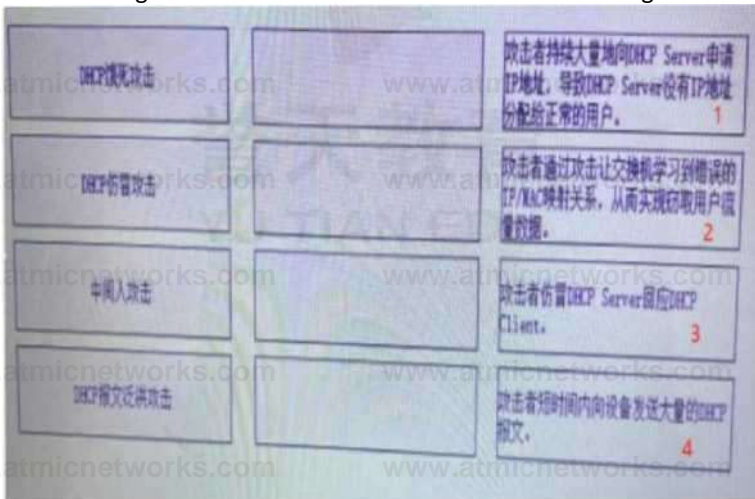 DHCP饿死攻击
攻击者持续大量地向DHCP Server申请
IP地址，导致DHCP Server没有IP地址
分配给正常的用户。
1
DHCP仿冒攻击
攻击者通过攻击让交换机学习到错误的
IP/MAC映射关系，从而实现窃取用户流
量数据。
2
中间人攻击
攻击者仿冒DHCP Server回应DHCP
Client。
3
DHCP报文泛洪攻击
攻击者短时间内向设备发送大量的DHCP
报文。
4
atmicnetworks.com
www.atmicnetworks.com
YU TIAN EDU